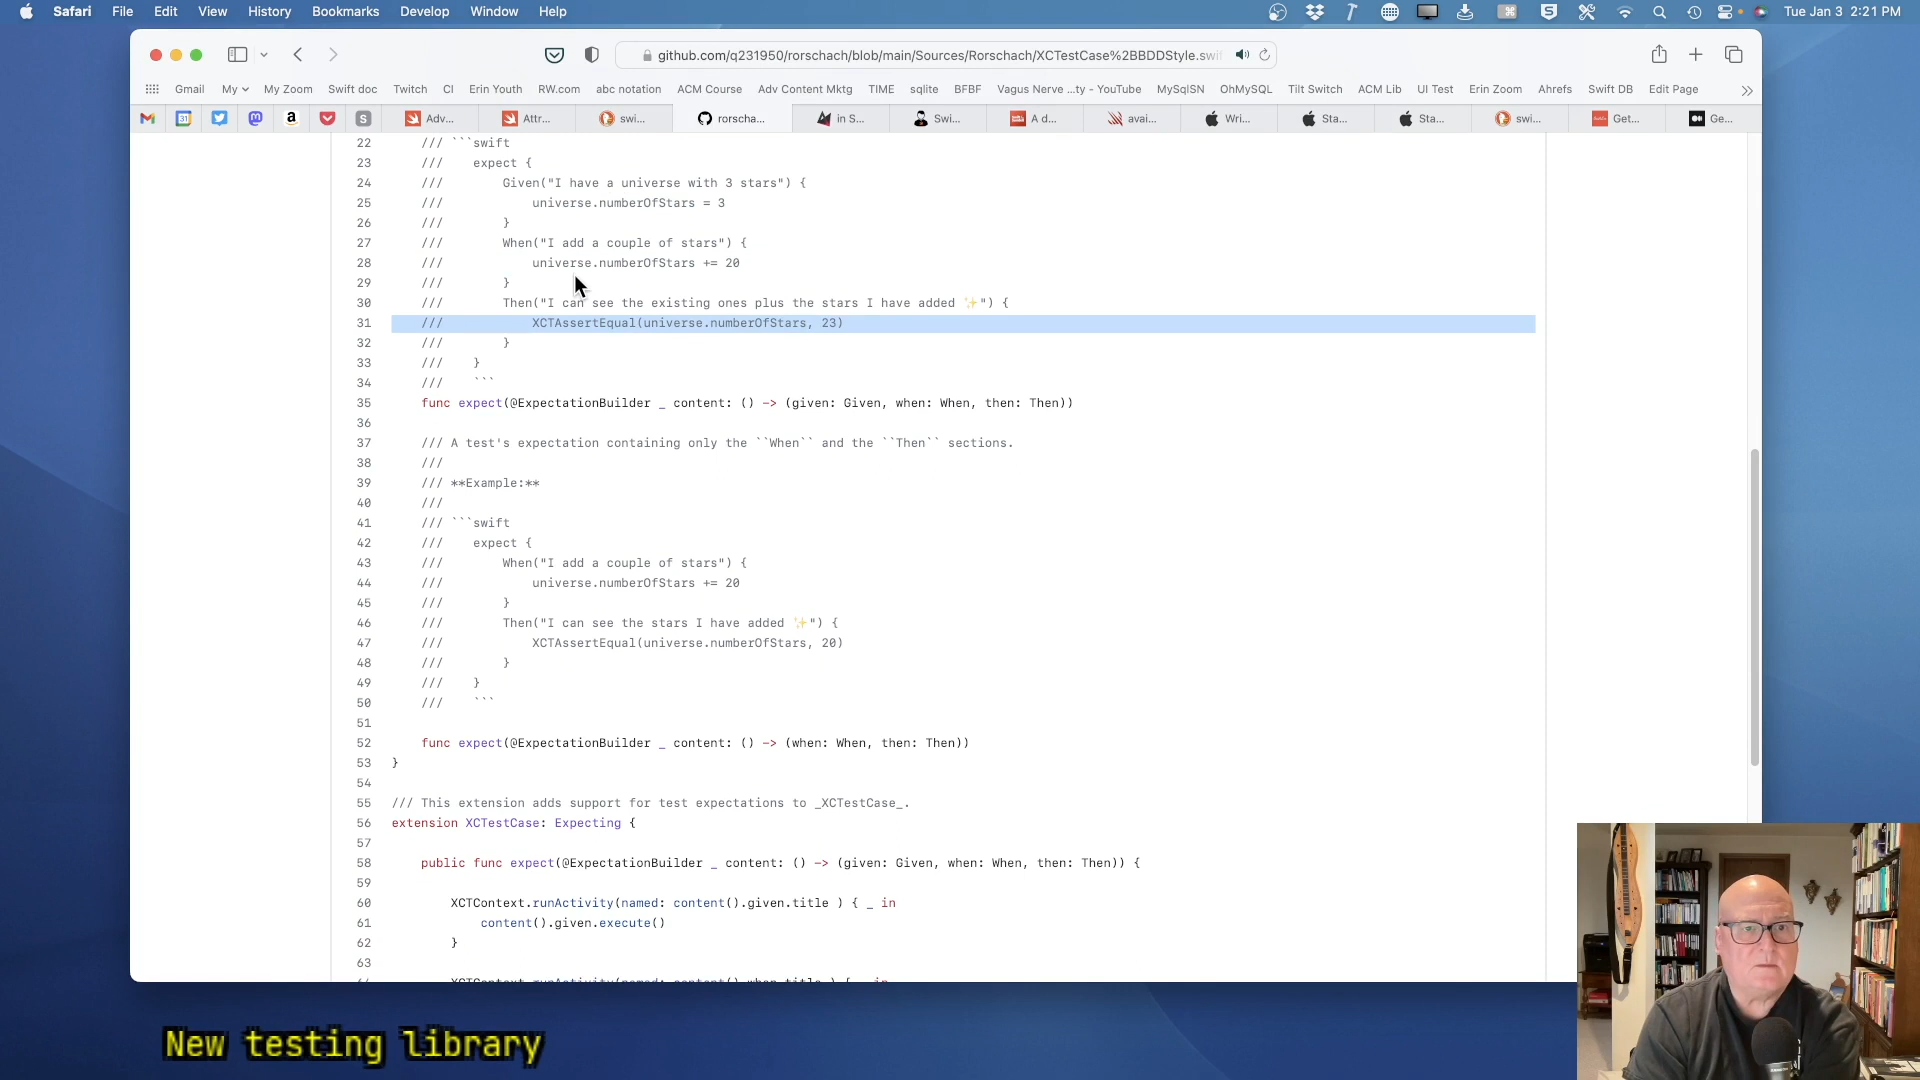 Safari File Edit View History Bookmarks Develop Window Help Tue Jan 3 2:21 PM
github.com/q231950/rorschach/blob/main/Sources/Rorschach/XCTestCase%2BBDDStyle.swif
Gmail My My Zoom Swift doc Twitch CI Erin Youth RW.com abc notation ACM Course Adv Content Mktg TIME sqlite BFBF Vagus Nerve ...ty - YouTube MySqlSN OhMySQL Tilt Switch ACM Lib UI Test Erin Zoom Ahrefs Swift DB Edit Page
31 a S Adv... Attr... swi... rorscha... in S... Swi... A d... avai... Wri... Sta... Sta... swi... Get... Ge...
22 /// ```swift
23 /// expect {
24 /// Given("I have a universe with 3 stars") {
25 /// universe.numberOfStars = 3
26 /// }
27 /// When("I add a couple of stars") {
28 /// universe.numberOfStars += 20
29 /// }
30 /// Then("I can see the existing ones plus the stars I have added ✨") {
31 /// XCTAssertEqual(universe.numberOfStars, 23)
32 /// }
33 /// }
34 /// ```
35 func expect(@ExpectationBuilder _ content: () -> (given: Given, when: When, then: Then))
36
37 /// A test's expectation containing only the ``When`` and the ``Then`` sections.
38 ///
39 /// **Example:**
40 ///
41 /// ```swift
42 /// expect {
43 /// When("I add a couple of stars") {
44 /// universe.numberOfStars += 20
45 /// }
46 /// Then("I can see the stars I have added ✨") {
47 /// XCTAssertEqual(universe.numberOfStars, 20)
48 /// }
49 /// }
50 /// ```
51
52 func expect(@ExpectationBuilder _ content: () -> (when: When, then: Then))
53 }
54
55 /// This extension adds support for test expectations to _XCTestCase_.
56 extension XCTestCase: Expecting {
57
58 public func expect(@ExpectationBuilder _ content: () -> (given: Given, when: When, then: Then)) {
59
60 XCTContext.runActivity(named: content().given.title ) { _ in
61 content().given.execute()
62 }
63
64 XCTContext.runActivity(named: content().when.title ) { _ in
New testing library